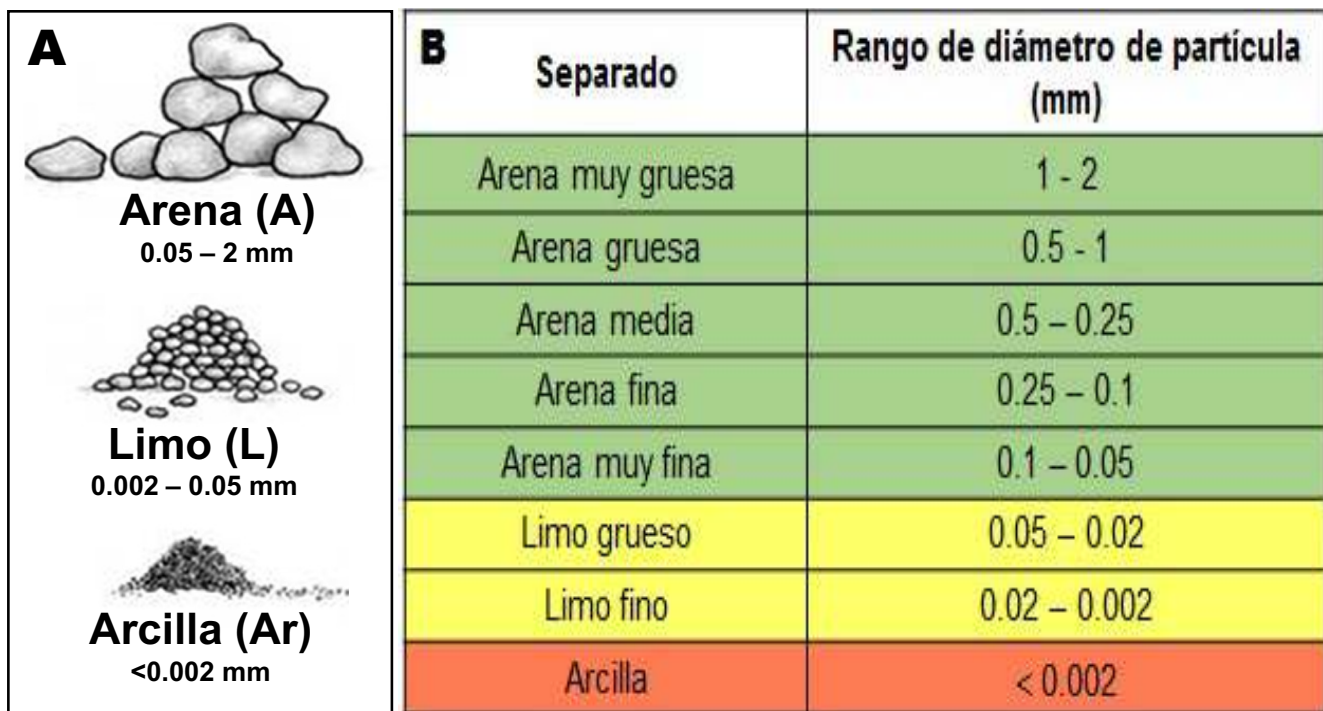 A
Arena (A)
0.05 – 2 mm
Limo (L)
0.002 – 0.05 mm
Arcilla (Ar)
<0.002 mm
B
Separado
Rango de diámetro de partícula
(mm)
Arena muy gruesa
1 - 2
Arena gruesa
0.5 - 1
Arena media
0.5 – 0.25
Arena fina
0.25 – 0.1
Arena muy fina
0.1 – 0.05
Limo grueso
0.05 – 0.02
Limo fino
0.02 – 0.002
Arcilla
< 0.002